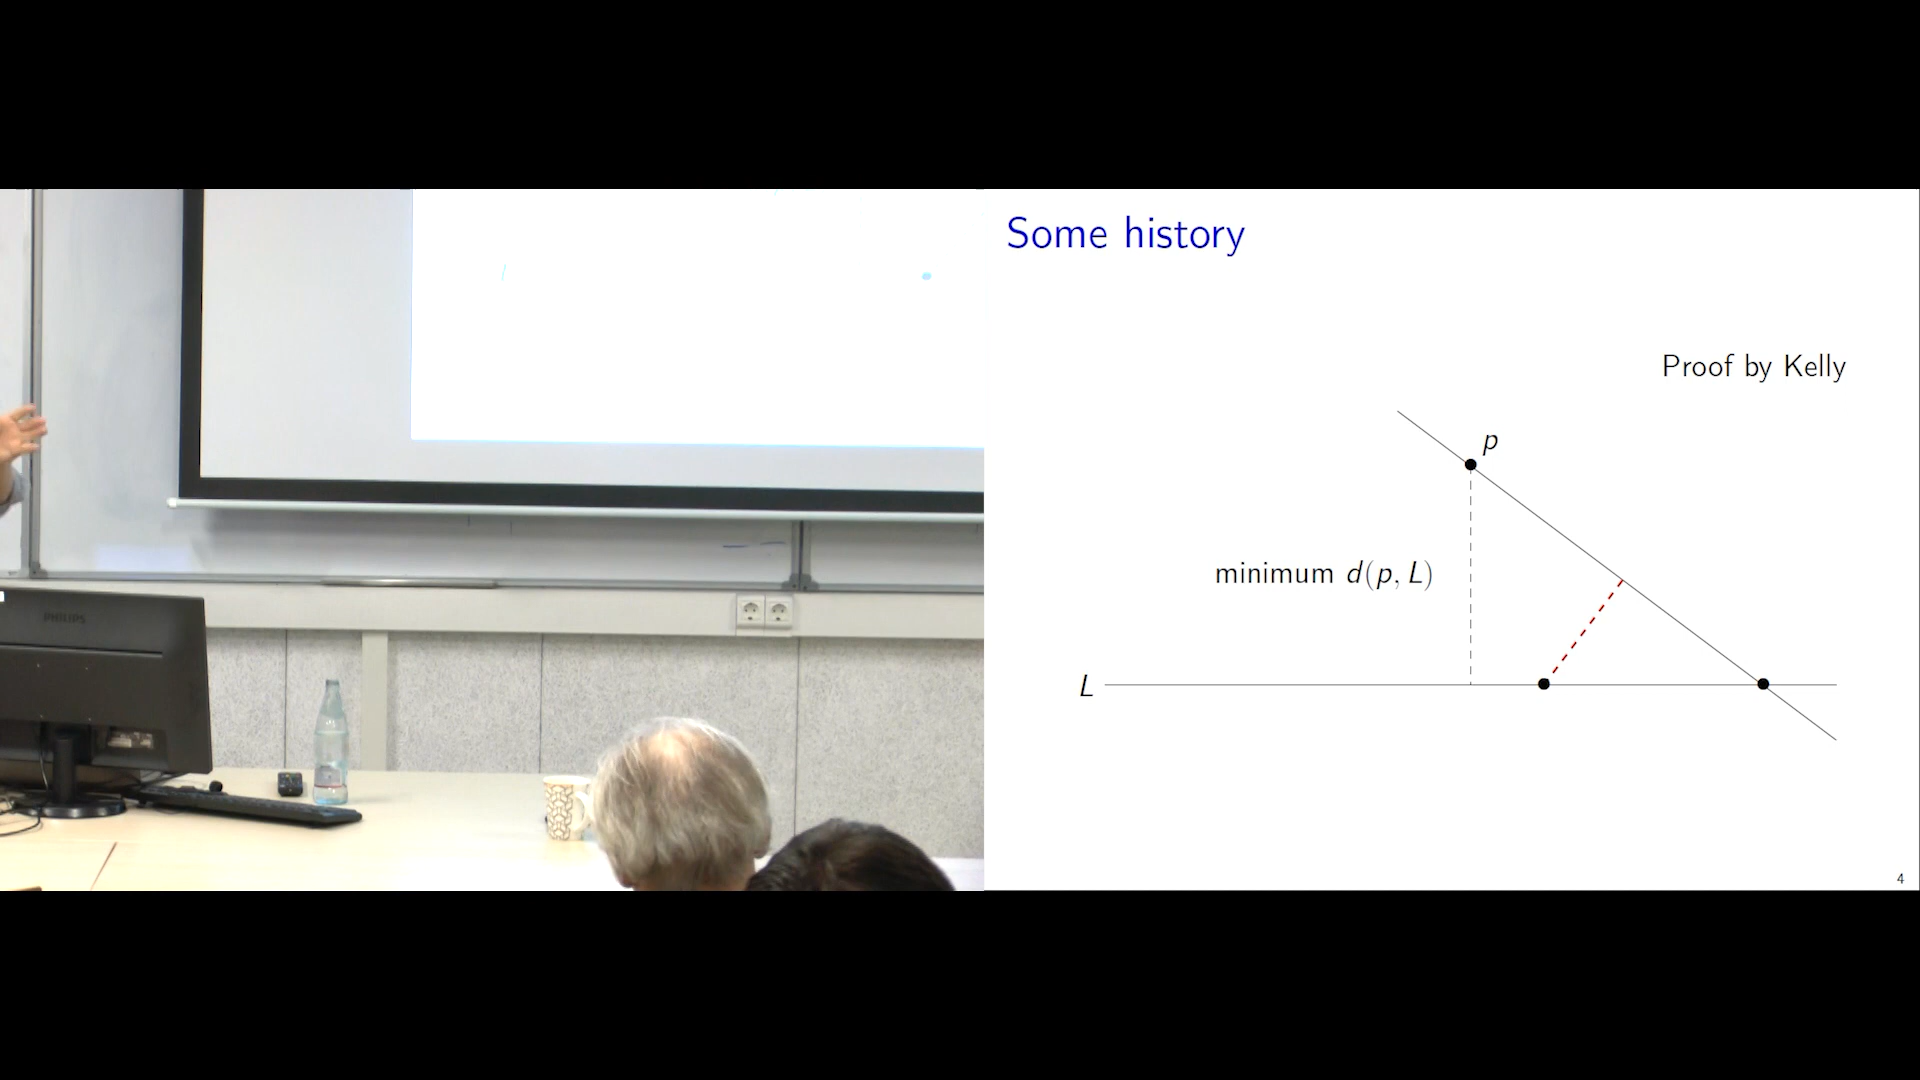 Some history
Proof by Kelly
p
minimum d(p, L)
L
4
PHILIPS